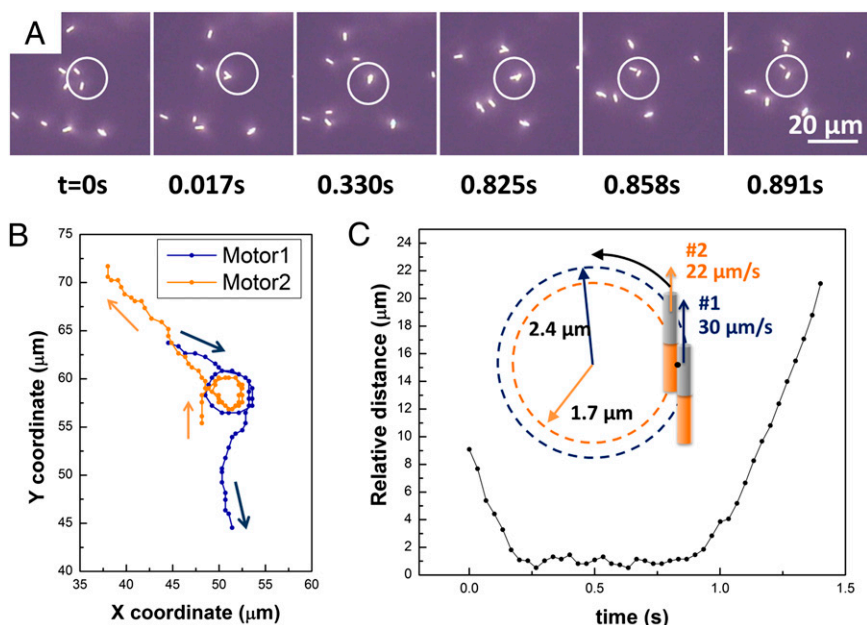 A
20 μm
t=0s 0.017s 0.330s 0.825s 0.858s 0.891s
B
Motor1
Motor2
Y coordinate (μm)
75
70
65
60
55
50
45
40
35 40 45 50 55 60
X coordinate (μm)
C
Relative distance (μm)
24
22
20
18
16
14
12
10
8
6
4
2
0
#2
22 μm/s
#1
30 μm/s
2.4 μm
1.7 μm
0.0 0.5 1.0 1.5
time (s)